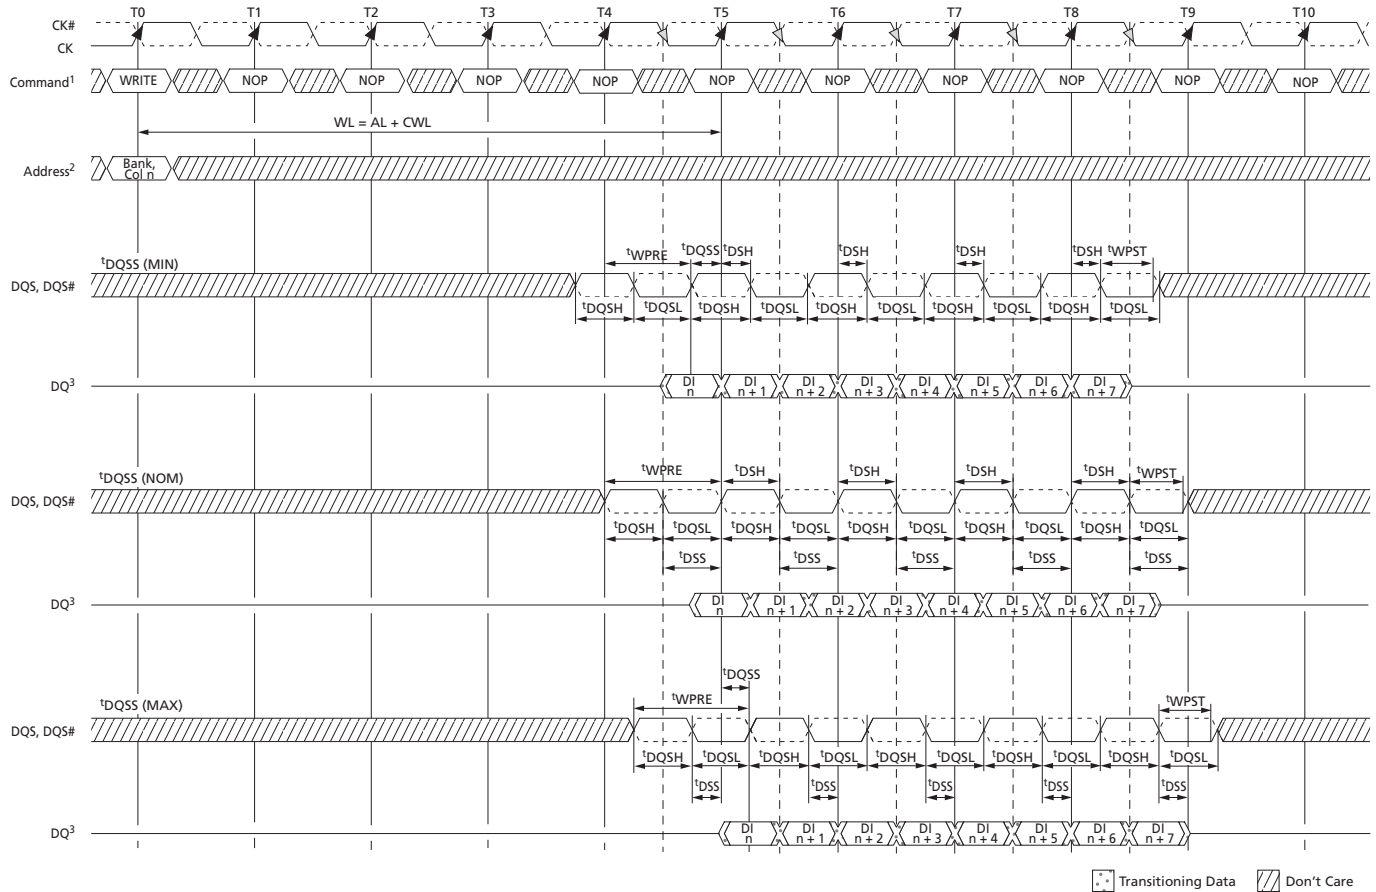 T0 T1 T2 T3 T4 T5 T6 T7 T8 T9 T10
CK#
CK
Command¹ WRITE NOP NOP NOP NOP NOP NOP NOP NOP NOP NOP
WL = AL + CWL
Address² Bank,
Col n
tDQSS (MIN) tWPRE tDQSS tDSH tDSH tDSH tDSH tWPST
DQS, DQS#
tDQSH tDQSL tDQSH tDQSL tDQSH tDQSL tDQSH tDQSL tDQSH tDQSL
DQ³ DI DI DI DI DI DI DI DI
n n + 1 n + 2 n + 3 n + 4 n + 5 n + 6 n + 7
tDQSS (NOM) tWPRE tDSH tDSH tDSH tDSH tWPST
DQS, DQS#
tDQSH tDQSL tDQSH tDQSL tDQSH tDQSL tDQSH tDQSL tDQSH tDQSL
tDSS tDSS tDSS tDSS tDSS
DQ³ DI DI DI DI DI DI DI DI
n n + 1 n + 2 n + 3 n + 4 n + 5 n + 6 n + 7
tDQSS
tDQSS (MAX) tWPRE tWPST
DQS, DQS#
tDQSH tDQSL tDQSH tDQSL tDQSH tDQSL tDQSH tDQSL tDQSH tDQSL
tDSS tDSS tDSS tDSS tDSS
DQ³ DI DI DI DI DI DI DI DI
n n + 1 n + 2 n + 3 n + 4 n + 5 n + 6 n + 7
Transitioning Data Don't Care